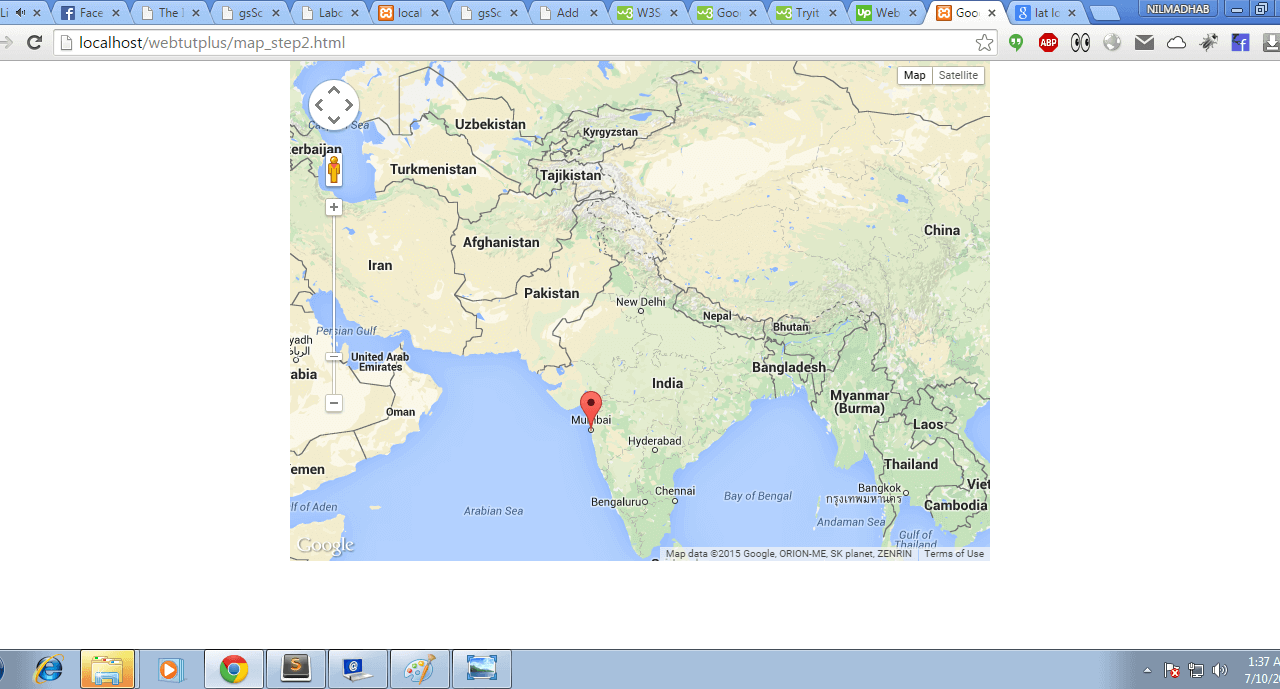 Li Face The gsSc Labc local gsSc Add W3S Goo Tryit Web Goo lat lo NILMADHAB
localhost/webtutplus/map_step2.html ABP
Map Satellite
Uzbekistan
Kyrgyzstan
erbaijan
Turkmenistan
Tajikistan
China
Afghanistan
Iran
Pakistan
New Delhi
Nepal
Bhutan
Persian Gulf
yadh
United Arab
Emirates
abia
Bangladesh
India
Myanmar
(Burma)
Oman
Mumbai
Laos
Hyderabad
emen
Thailand
Viet
Bangkok
กรุงเทพมหานคร
Chennai
Bengaluru
Bay of Bengal
Cambodia
lf of Aden
Arabian Sea
Andaman Sea
Gulf of
Thailand
Google
Map data ©2015 Google, ORION-ME, SK planet, ZENRIN Terms of Use
1:37 A
7/10/2